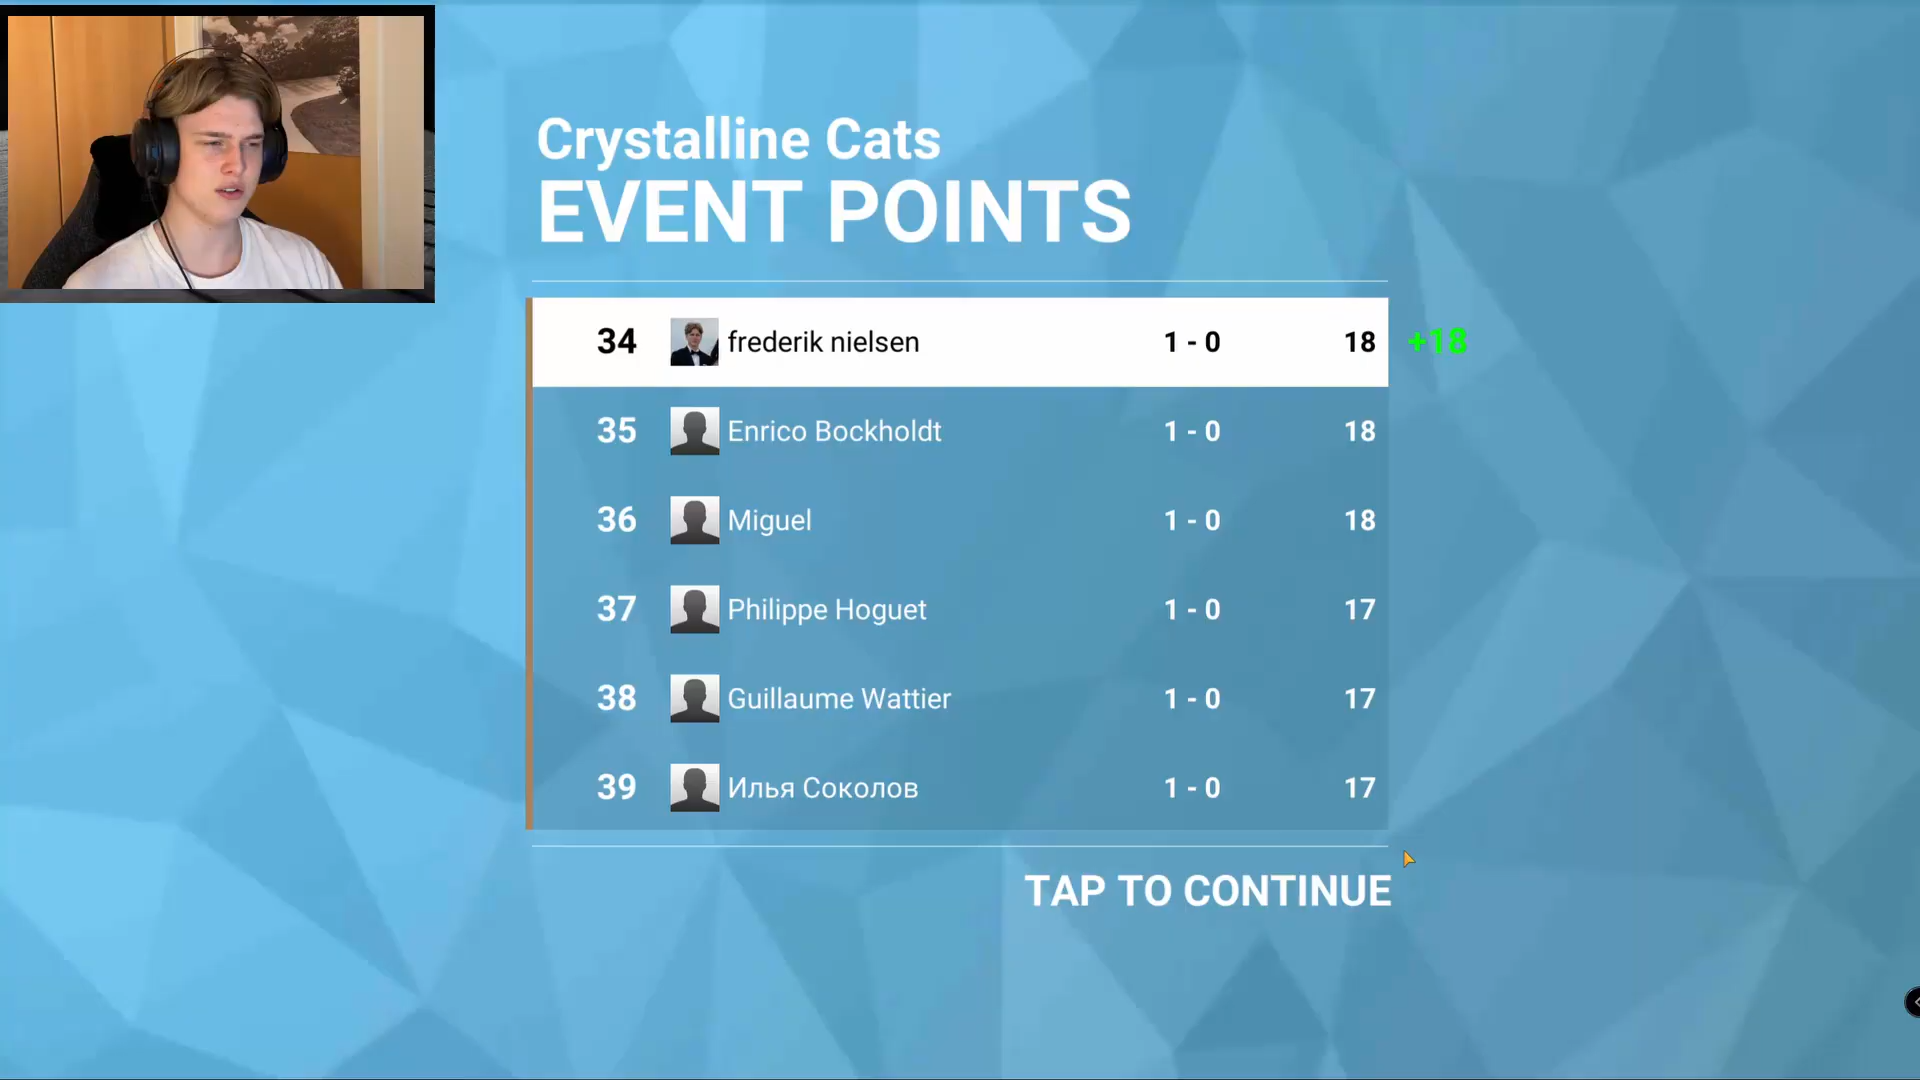 Crystalline Cats
EVENT POINTS
34 frederik nielsen 1 - 0 18 +18
35 Enrico Bockholdt 1 - 0 18
36 Miguel 1 - 0 18
37 Philippe Hoguet 1 - 0 17
38 Guillaume Wattier 1 - 0 17
39 Илья Соколов 1 - 0 17
TAP TO CONTINUE